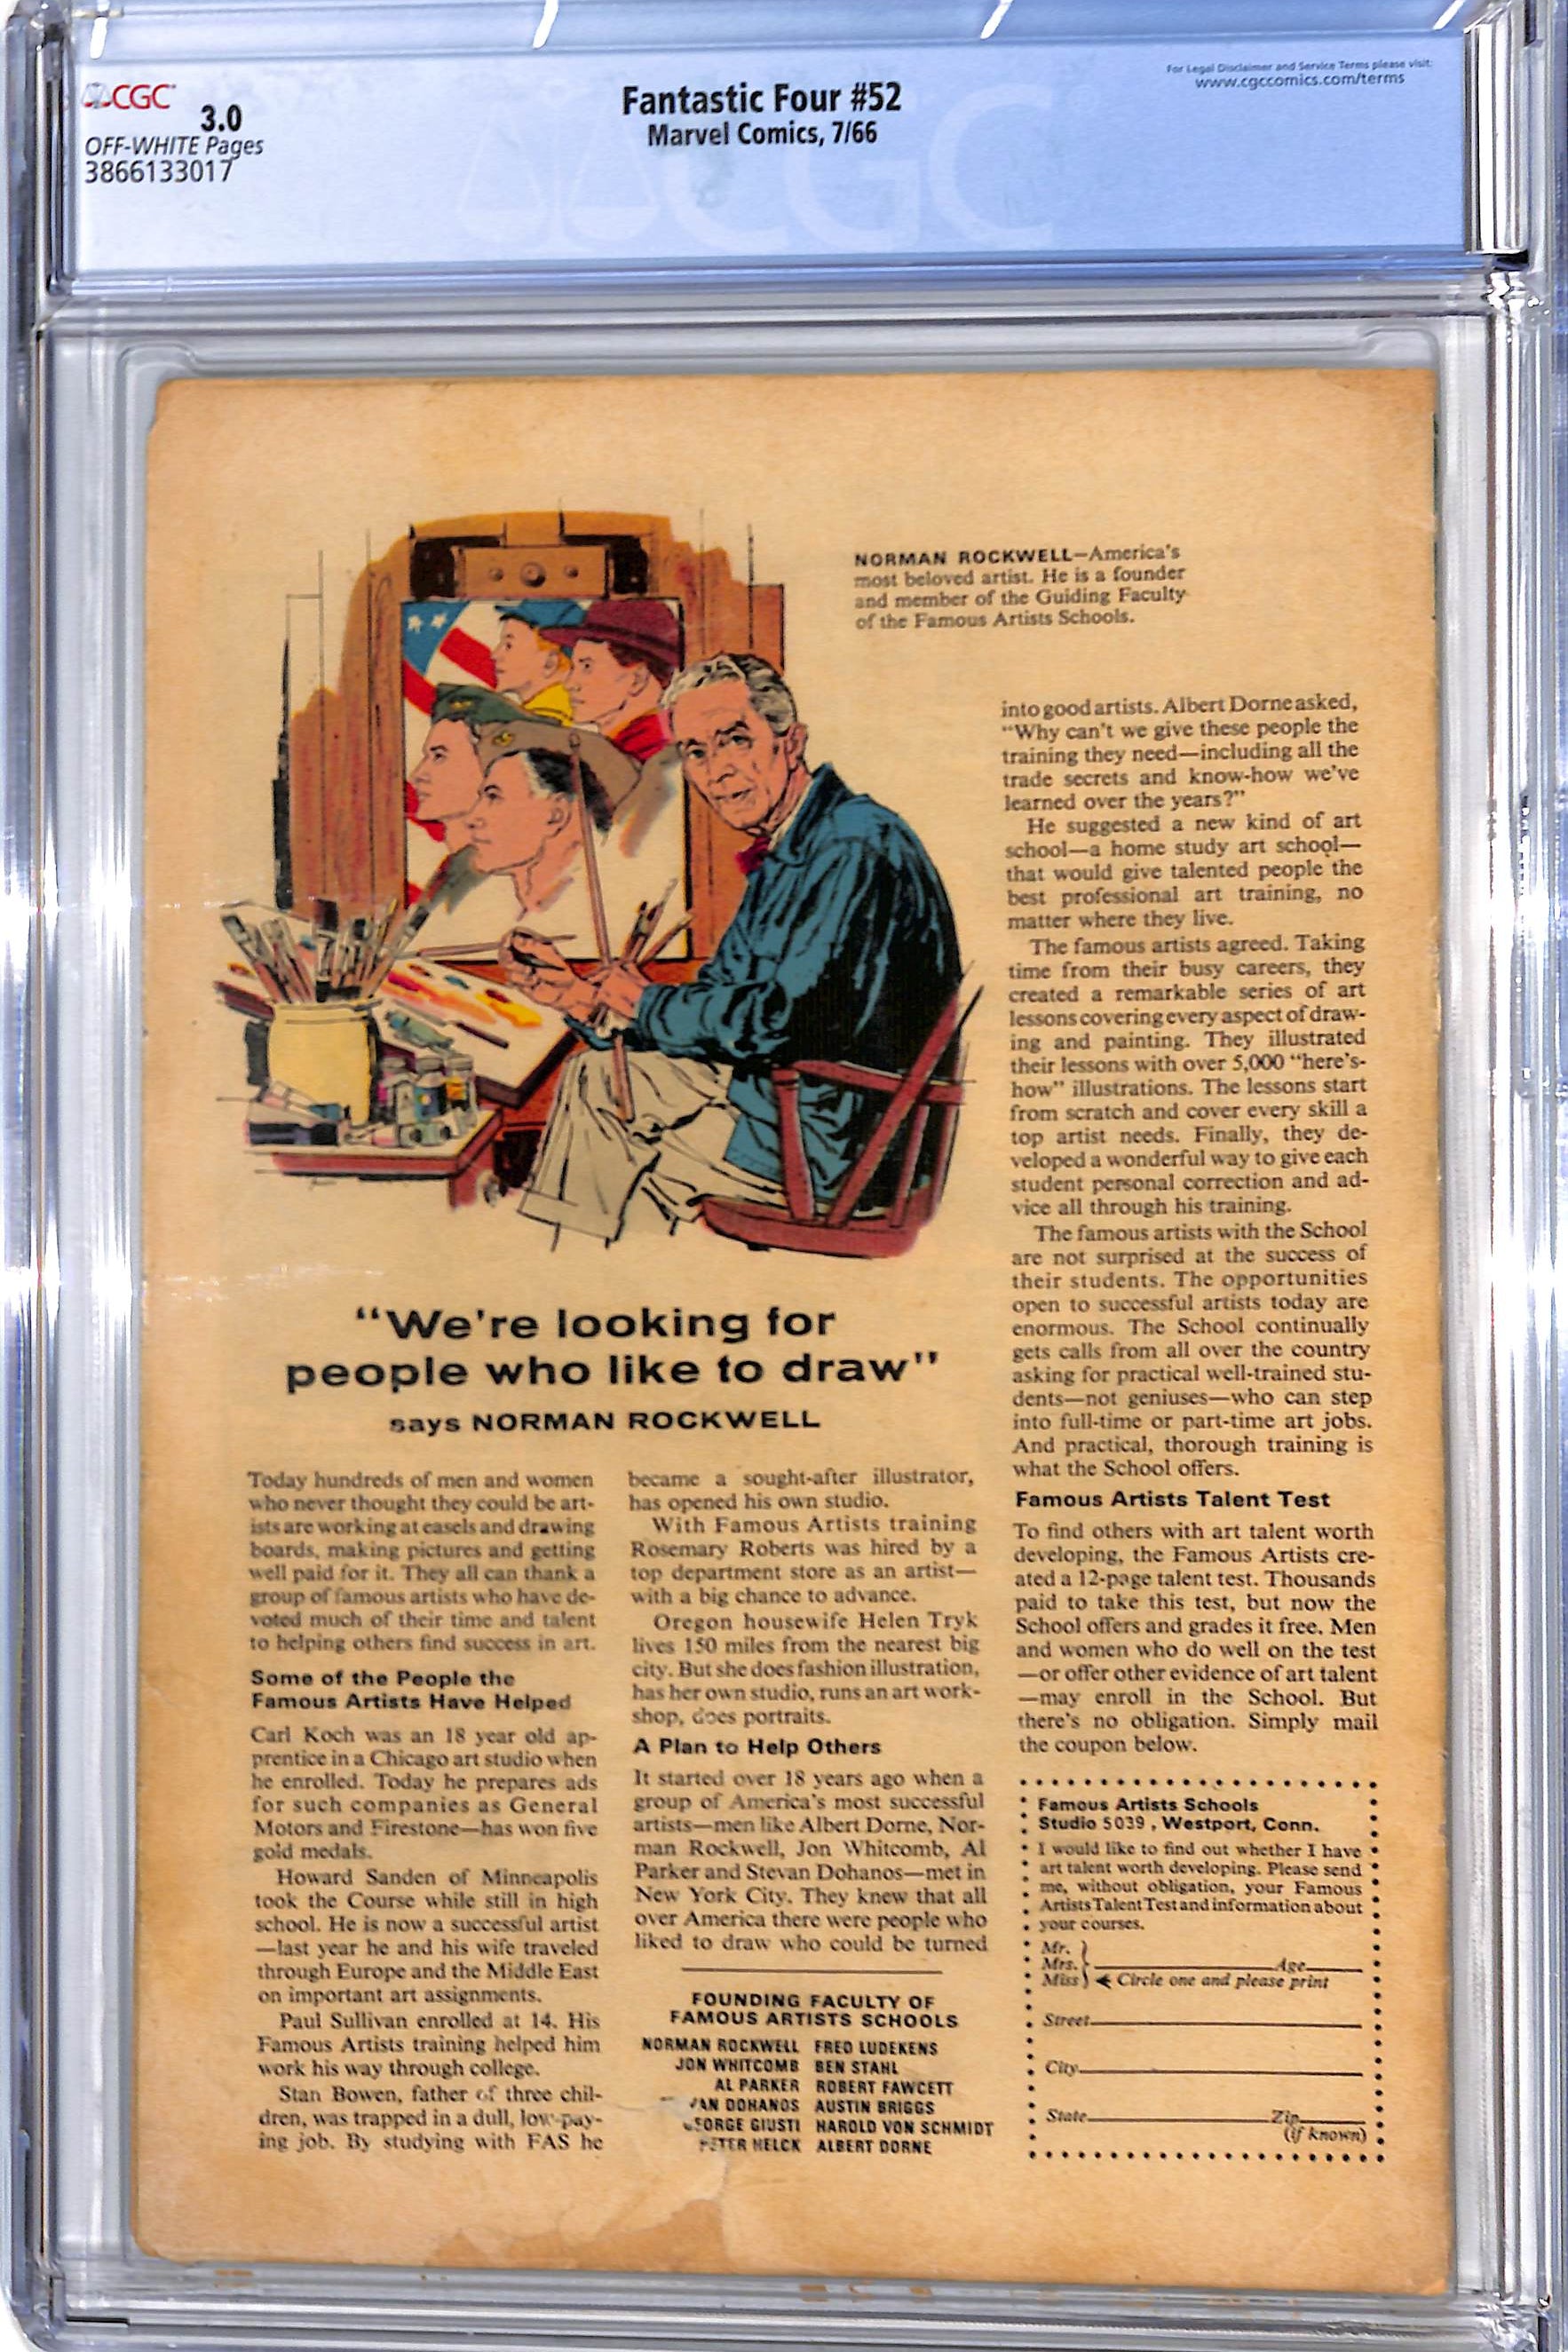 CGC
3.0
OFF-WHITE Pages
3866133017
Fantastic Four #52
Marvel Comics, 7/66
For Legal Disclaimer and Service Terms please visit:
www.cgccomics.com/terms
NORMAN ROCKWELL—America's
most beloved artist. He is a founder
and member of the Guiding Faculty
of the Famous Artists Schools.
"We're looking for
people who like to draw"
says NORMAN ROCKWELL
Today hundreds of men and women
who never thought they could be art-
ists are working at easels and drawing
boards, making pictures and getting
well paid for it. They all can thank a
group of famous artists who have de-
voted much of their time and talent
to helping others find success in art.
Some of the People the
Famous Artists Have Helped
Carl Koch was an 18 year old ap-
prentice in a Chicago art studio when
he enrolled. Today he prepares ads
for such companies as General
Motors and Firestone—has won five
gold medals.
Howard Sanden of Minneapolis
took the Course while still in high
school. He is now a successful artist
—last year he and his wife traveled
through Europe and the Middle East
on important art assignments.
Paul Sullivan enrolled at 14. His
Famous Artists training helped him
work his way through college.
Stan Bowen, father of three chil-
dren, was trapped in a dull, low-pay-
ing job. By studying with FAS he
became a sought-after illustrator,
has opened his own studio.
With Famous Artists training
Rosemary Roberts was hired by a
top department store as an artist—
with a big chance to advance.
Oregon housewife Helen Tryk
lives 150 miles from the nearest big
city. But she does fashion illustration,
has her own studio, runs an art work-
shop, does portraits.
A Plan to Help Others
It started over 18 years ago when a
group of America's most successful
artists—men like Albert Dorne, Nor-
man Rockwell, Jon Whitcomb, Al
Parker and Stevan Dohanos—met in
New York City. They knew that all
over America there were people who
liked to draw who could be turned
FOUNDING FACULTY OF
FAMOUS ARTISTS SCHOOLS
NORMAN ROCKWELL FRED LUDEKENS
JON WHITCOMB BEN STAHL
AL PARKER ROBERT FAWCETT
DOHANOS AUSTIN BRIGGS
GIUSTI HAROLD VON SCHMIDT
PETER HELCK ALBERT DORNE
into good artists. Albert Dorne asked,
"Why can't we give these people the
training they need—including all the
trade secrets and know-how we've
learned over the years?"
He suggested a new kind of art
school—a home study art school—
that would give talented people the
best professional art training, no
matter where they live.
The famous artists agreed. Taking
time from their busy careers, they
created a remarkable series of art
lessons covering every aspect of draw-
ing and painting. They illustrated
their lessons with over 5,000 "here's-
how" illustrations. The lessons start
from scratch and cover every skill a
top artist needs. Finally, they de-
veloped a wonderful way to give each
student personal correction and ad-
vice all through his training.
The famous artists with the School
are not surprised at the success of
their students. The opportunities
open to successful artists today are
enormous. The School continually
gets calls from all over the country
asking for practical well-trained stu-
dents—not geniuses—who can step
into full-time or part-time art jobs.
And practical, thorough training is
what the School offers.
Famous Artists Talent Test
To find others with art talent worth
developing, the Famous Artists cre-
ated a 12-page talent test. Thousands
paid to take this test, but now the
School offers and grades it free. Men
and women who do well on the test
—or offer other evidence of art talent
—may enroll in the School. But
there's no obligation. Simply mail
the coupon below.
Famous Artists Schools
Studio 5039, Westport, Conn.
I would like to find out whether I have
art talent worth developing. Please send
me, without obligation, your Famous
Artists Talent Test and information about
your courses.
Mr.
Mrs. Age
Miss Circle one and please print
Street
City
State Zip
(if known)